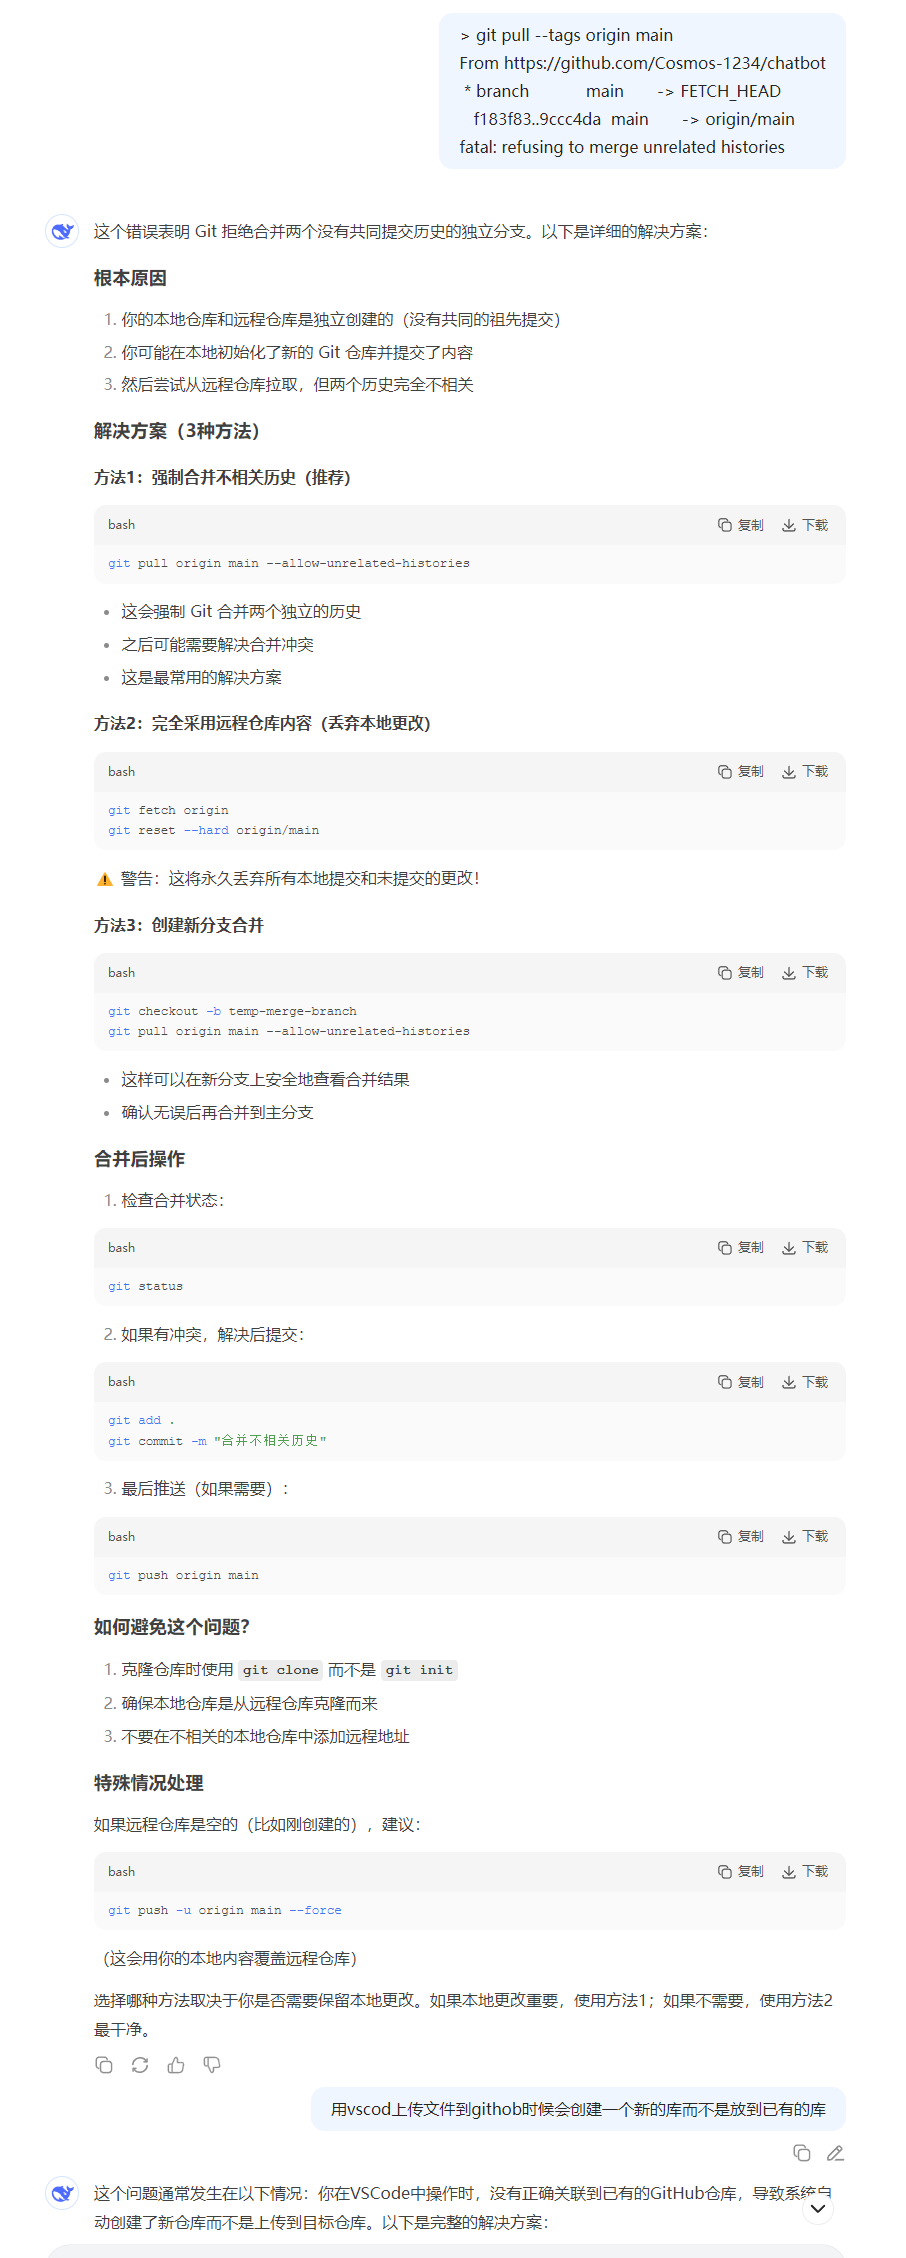 > git pull --tags origin main
From https://github.com/Cosmos-1234/chatbot
* branch main -> FETCH_HEAD
f183f83..9ccc4da main -> origin/main
fatal: refusing to merge unrelated histories
这个错误表明 Git 拒绝合并两个没有共同提交历史的独立分支。以下是详细的解决方案：
根本原因
1. 你的本地仓库和远程仓库是独立创建的（没有共同的祖先提交）
2. 你可能在本地初始化了新的 Git 仓库并提交了内容
3. 然后尝试从远程仓库拉取，但两个历史完全不相关
解决方案（3种方法）
方法1：强制合并不相关历史（推荐）
bash 复制 下载
git pull origin main --allow-unrelated-histories
• 这会强制 Git 合并两个独立的历史
• 之后可能需要解决合并冲突
• 这是最常用的解决方案
方法2：完全采用远程仓库内容（丢弃本地更改）
bash 复制 下载
git fetch origin
git reset --hard origin/main
⚠️ 警告：这将永久丢弃所有本地提交和未提交的更改！
方法3：创建新分支合并
bash 复制 下载
git checkout -b temp-merge-branch
git pull origin main --allow-unrelated-histories
• 这样可以在新分支上安全地查看合并结果
• 确认无误后再合并到主分支
合并后操作
1. 检查合并状态：
bash 复制 下载
git status
2. 如果有冲突，解决后提交：
bash 复制 下载
git add .
git commit -m "合并不相关历史"
3. 最后推送（如果需要）：
bash 复制 下载
git push origin main
如何避免这个问题？
1. 克隆仓库时使用 git clone 而不是 git init
2. 确保本地仓库是从远程仓库克隆而来
3. 不要在不相关的本地仓库中添加远程地址
特殊情况处理
如果远程仓库是空的（比如刚创建的），建议：
bash 复制 下载
git push -u origin main --force
（这会用你的本地内容覆盖远程仓库）
选择哪种方法取决于你是否需要保留本地更改。如果本地更改重要，使用方法1；如果不需要，使用方法2
最干净。
用vscod上传文件到githob时候会创建一个新的库而不是放到已有的库
这个问题通常发生在以下情况：你在VSCode中操作时，没有正确关联到已有的GitHub仓库，导致系统自
动创建了新仓库而不是上传到目标仓库。以下是完整的解决方案：